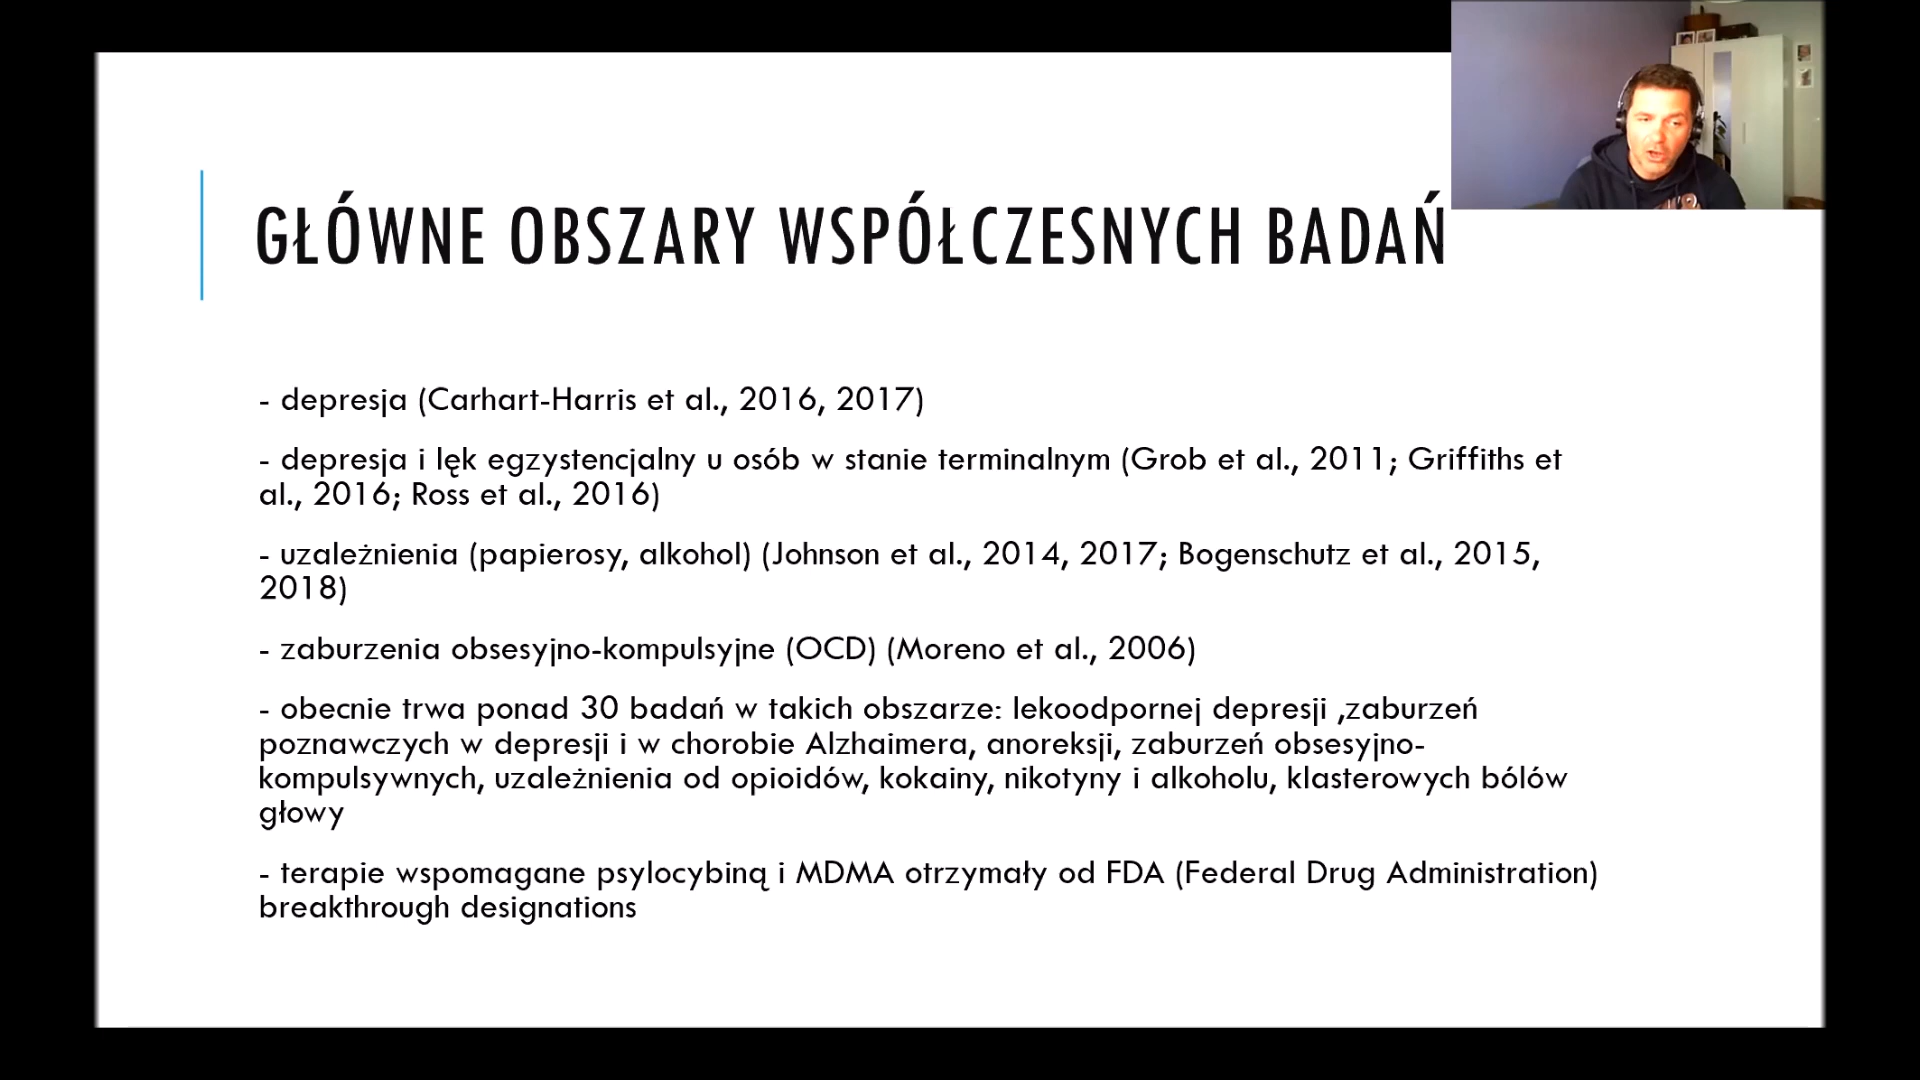 GŁÓWNE OBSZARY WSPÓŁCZESNYCH BADAŃ
- depresja (Carhart-Harris et al., 2016, 2017)
- depresja i lęk egzystencjalny u osób w stanie terminalnym (Grob et al., 2011; Griffiths et
al., 2016; Ross et al., 2016)
- uzależnienia (papierosy, alkohol) (Johnson et al., 2014, 2017; Bogenschutz et al., 2015,
2018)
- zaburzenia obsesyjno-kompulsyjne (OCD) (Moreno et al., 2006)
- obecnie trwa ponad 30 badań w takich obszarze: lekoodpornej depresji ,zaburzeń
poznawczych w depresji i w chorobie Alzhaimera, anoreksji, zaburzeń obsesyjno-
kompulsywnych, uzależnienia od opioidów, kokainy, nikotyny i alkoholu, klasterowych bólów
głowy
- terapie wspomagane psylocybiną i MDMA otrzymały od FDA (Federal Drug Administration)
breakthrough designations